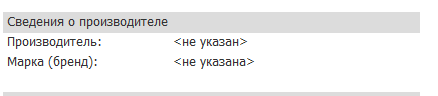 Сведения о производителе
Производитель: <не указан>
Марка (бренд): <не указана>